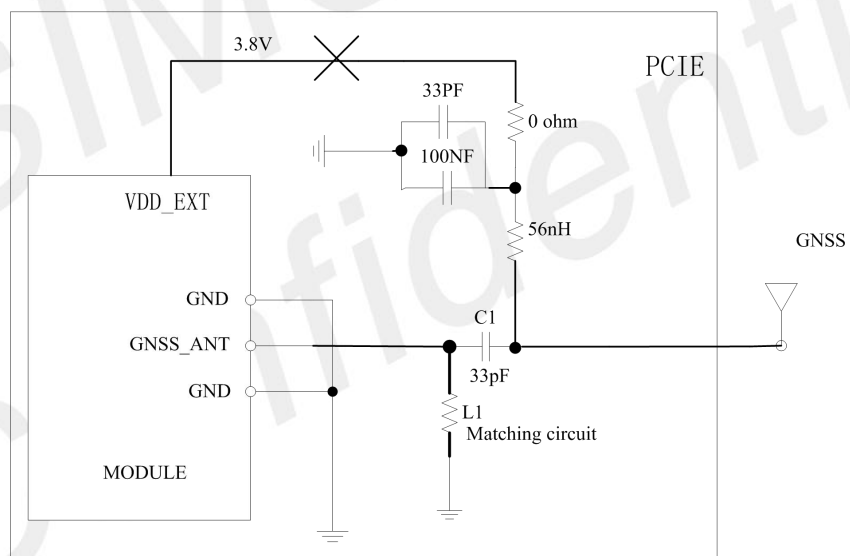 3.8V
PCIE
33PF
0 ohm
100NF
VDD_EXT
56nH
GNSS
GND
C1
GNSS_ANT
33pF
GND
L1
Matching circuit
MODULE